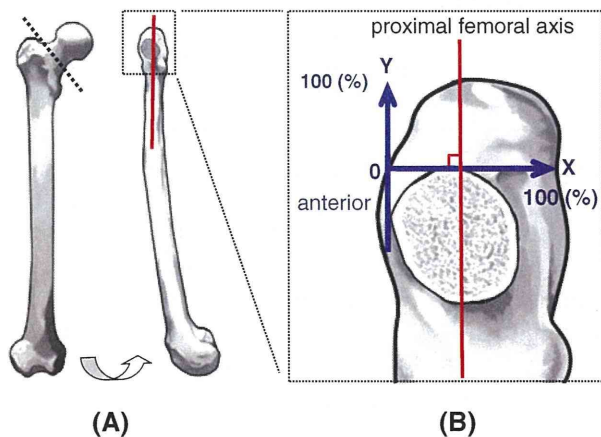 proximal femoral axis
Y
100 (%)
0
X
100 (%)
anterior
(A)
(B)